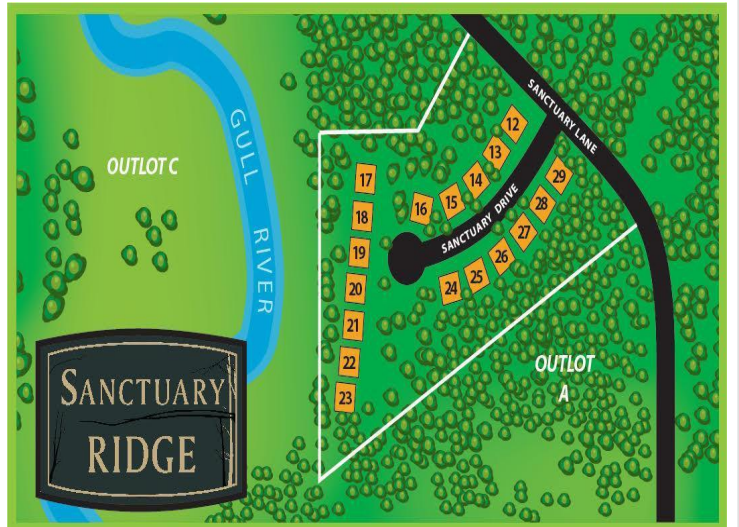 GULL RIVER
OUTLOT C
SANCTUARY LANE
12
13
14
15
16
17
18
19
20
21
22
23
SANCTUARY DRIVE
29
28
27
26
25
24
OUTLOT
A
SANCTUARY
RIDGE